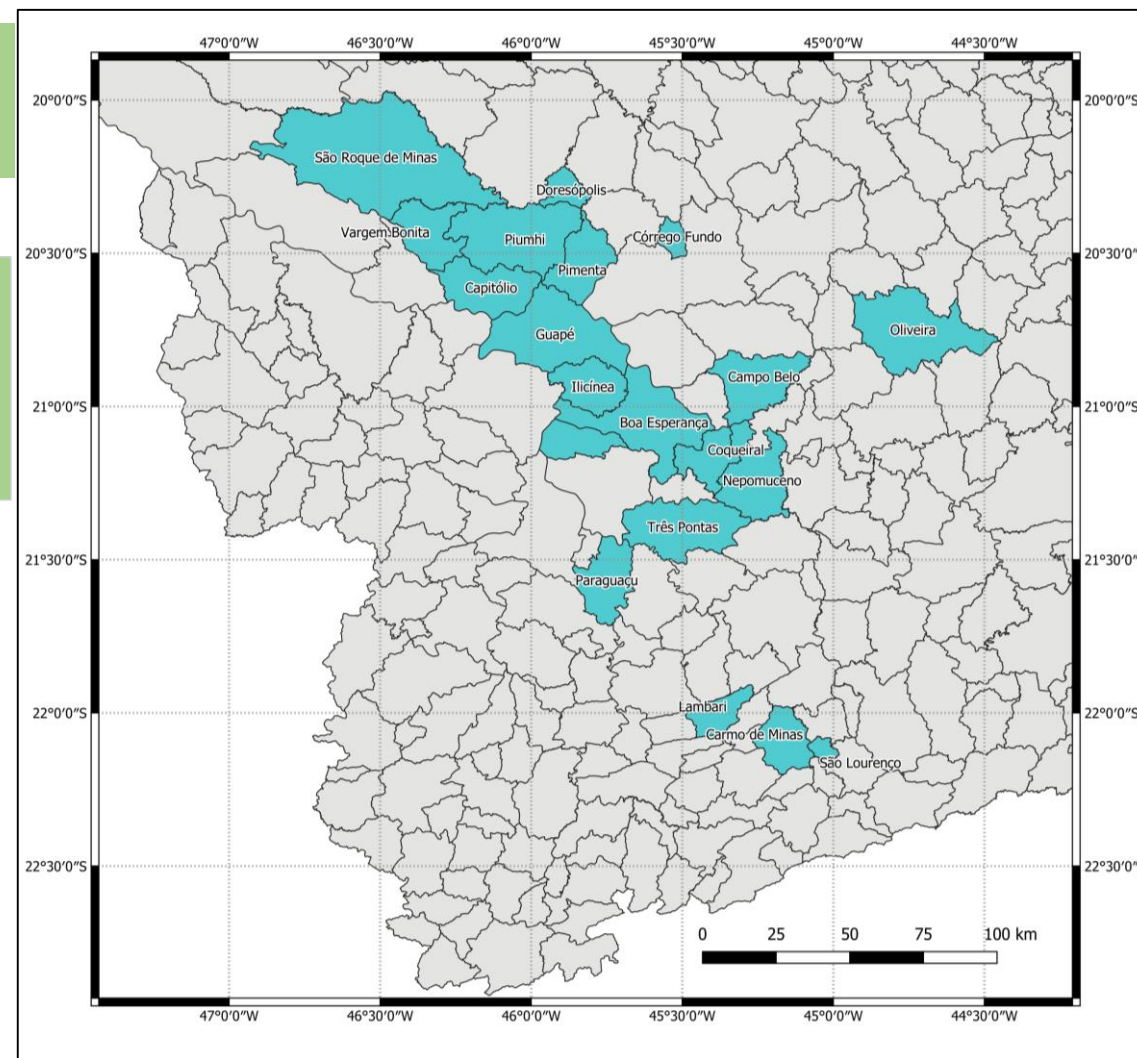 47°0'0"W 46°30'0"W 46°0'0"W 45°30'0"W 45°0'0"W 44°30'0"W
20°0'0"S 20°0'0"S
São Roque de Minas
Doresópolis
Vargem Bonita
Piumhi
Córrego Fundo
20°30'0"S 20°30'0"S
Pimenta
Capitólio
Guapé
Oliveira
Ilicínea
Campo Belo
21°0'0"S 21°0'0"S
Boa Esperança
Coqueiral
Nepomuceno
Três Pontas
21°30'0"S 21°30'0"S
Paraguaçu
Lambari
22°0'0"S 22°0'0"S
Carmo de Minas
São Lourenço
22°30'0"S 22°30'0"S
0 25 50 75 100 km
47°0'0"W 46°30'0"W 46°0'0"W 45°30'0"W 45°0'0"W 44°30'0"W